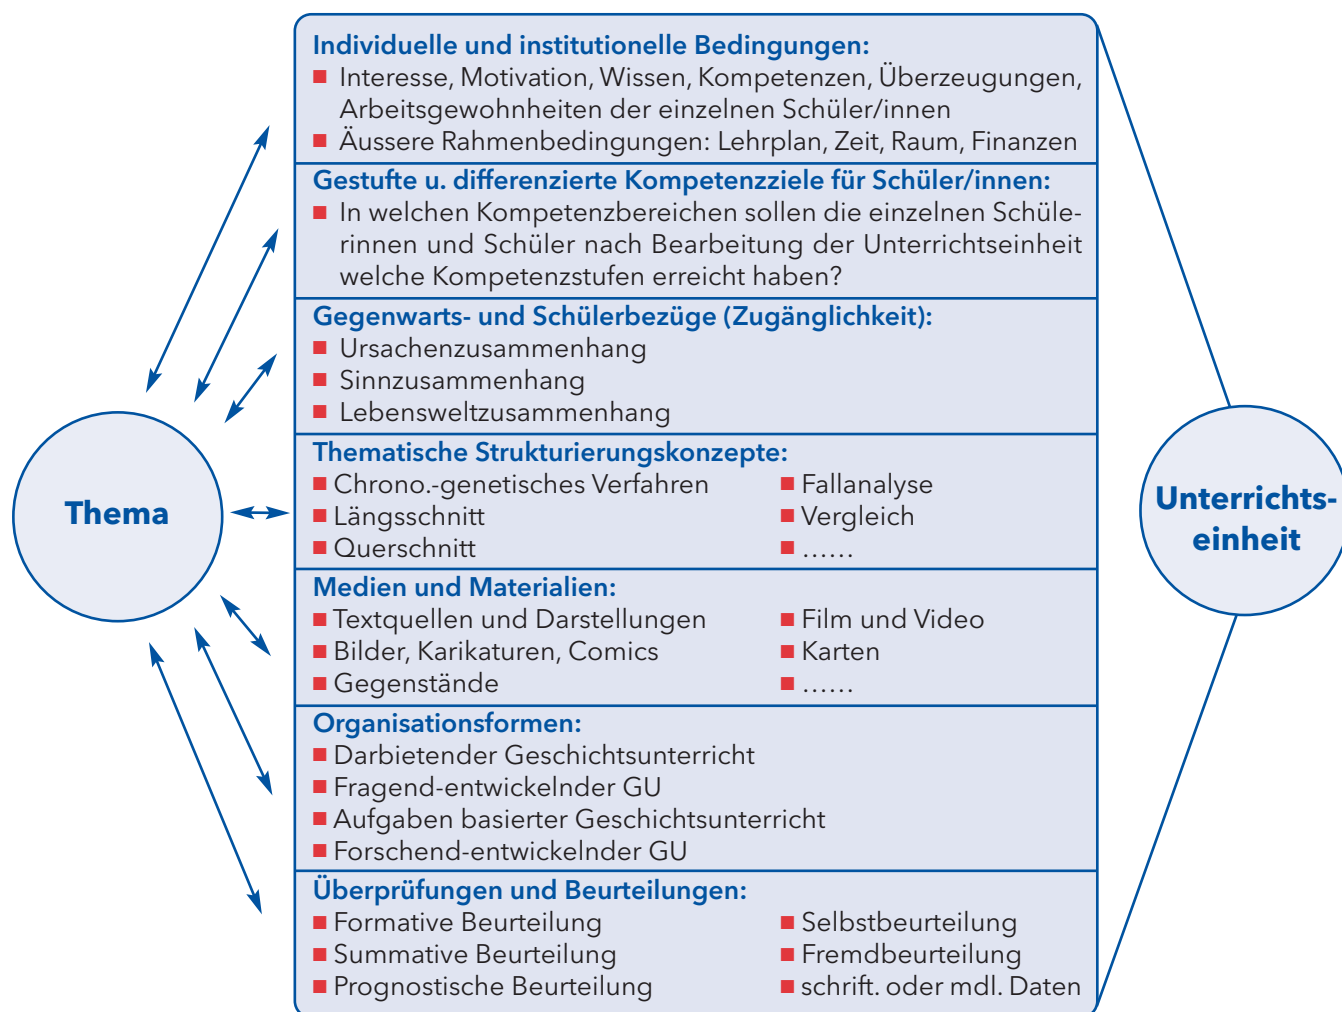 Individuelle und institutionelle Bedingungen:
Interesse, Motivation, Wissen, Kompetenzen, Überzeugungen,
Arbeitsgewohnheiten der einzelnen Schüler/innen
Äussere Rahmenbedingungen: Lehrplan, Zeit, Raum, Finanzen
Gestufte u. differenzierte Kompetenzziele für Schüler/innen:
In welchen Kompetenzbereichen sollen die einzelnen Schüle-
rinnen und Schüler nach Bearbeitung der Unterrichtseinheit
welche Kompetenzstufen erreicht haben?
Gegenwarts- und Schülerbezüge (Zugänglichkeit):
Ursachenzusammenhang
Sinnzusammenhang
Lebensweltzusammenhang
Thema
Thematische Strukturierungskonzepte:
Chrono.-genetisches Verfahren
Längsschnitt
Querschnitt
Fallanalyse
Vergleich
......
Medien und Materialien:
Textquellen und Darstellungen
Bilder, Karikaturen, Comics
Gegenstände
Film und Video
Karten
......
Organisationsformen:
Darbietender Geschichtsunterricht
Fragend-entwickelnder GU
Aufgaben basierter Geschichtsunterricht
Forschend-entwickelnder GU
Überprüfungen und Beurteilungen:
Formative Beurteilung
Summative Beurteilung
Prognostische Beurteilung
Selbstbeurteilung
Fremdbeurteilung
schrift. oder mdl. Daten
Unterrichts-
einheit